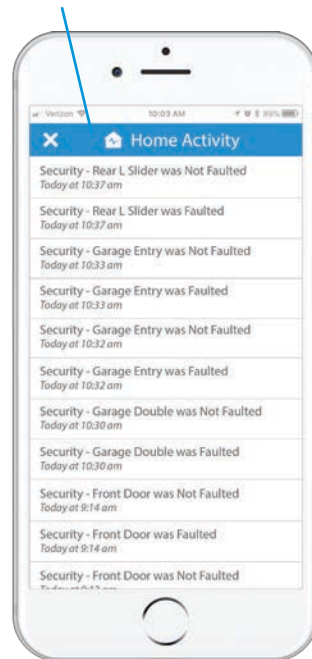 Verizon
10:03 AM
89%
Home Activity
Security - Rear L Slider was Not Faulted
Today at 10:37 am
Security - Rear L Slider was Faulted
Today at 10:37 am
Security - Garage Entry was Not Faulted
Today at 10:33 am
Security - Garage Entry was Faulted
Today at 10:33 am
Security - Garage Entry was Not Faulted
Today at 10:32 am
Security - Garage Entry was Faulted
Today at 10:32 am
Security - Garage Double was Not Faulted
Today at 10:30 am
Security - Garage Double was Faulted
Today at 10:30 am
Security - Front Door was Not Faulted
Today at 9:14 am
Security - Front Door was Faulted
Today at 9:14 am
Security - Front Door was Not Faulted